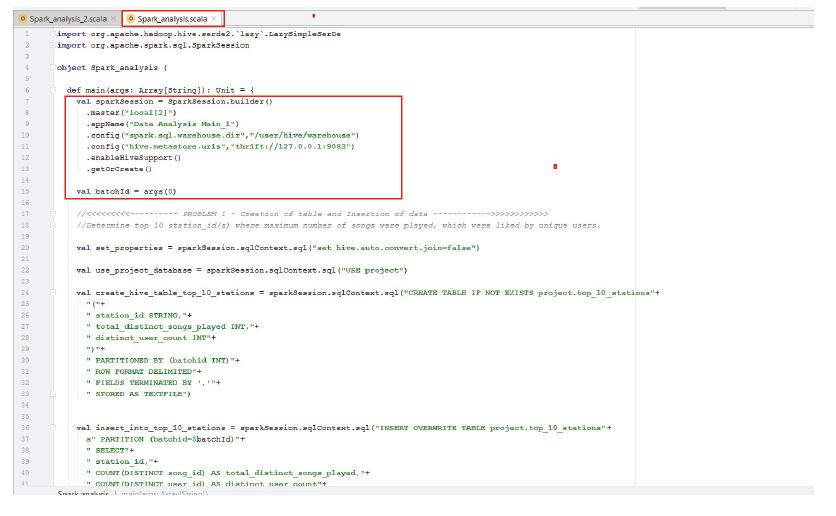 Spark_analysis_2.scala × Spark_analysis.scala ×
1 import org.apache.hadoop.hive.serde2.`lazy`.LazySimpleSerDe
2 import org.apache.spark.sql.SparkSession
3
4 object Spark_analysis {
5
6 def main(args: Array[String]): Unit = {
7 val sparkSession = SparkSession.builder()
8 .master("local[2]")
9 .appName("Data Analysis Main_1")
10 .config("spark.sql.warehouse.dir","/user/hive/warehouse")
11 .config("hive.metastore.uris","thrift://127.0.0.1:9083")
12 .enableHiveSupport()
13 .getOrCreate()
14
15 val batchId = args(0)
16
17 //<<<<<<<<<---------- PROBLEM 1 - Creation of table and Insertion of data ------------>>>>>>>>>>>>
18 //Determine top 10 station_id(s) where maximum number of songs were played, which were liked by unique users.
19
20 val set_properties = sparkSession.sqlContext.sql("set hive.auto.convert.join=false")
21
22 val use_project_database = sparkSession.sqlContext.sql("USE project")
23
24 val create_hive_table_top_10_stations = sparkSession.sqlContext.sql("CREATE TABLE IF NOT EXISTS project.top_10_stations"+
25 "("+
26 " station_id STRING,"+
27 " total_distinct_songs_played INT,"+
28 " distinct_user_count INT"+
29 ")"+
30 " PARTITIONED BY (batchid INT)"+
31 " ROW FORMAT DELIMITED"+
32 " FIELDS TERMINATED BY ','"+
33 " STORED AS TEXTFILE")
34
35
36 val insert_into_top_10_stations = sparkSession.sqlContext.sql("INSERT OVERWRITE TABLE project.top_10_stations"+
37 s" PARTITION (batchid=$batchId)"+
38 " SELECT"+
39 " station_id,"+
40 " COUNT(DISTINCT song_id) AS total_distinct_songs_played,"+
41 " COUNT(DISTINCT user_id) AS distinct_user_count"+
Spark_analysis main(args: Array[String])